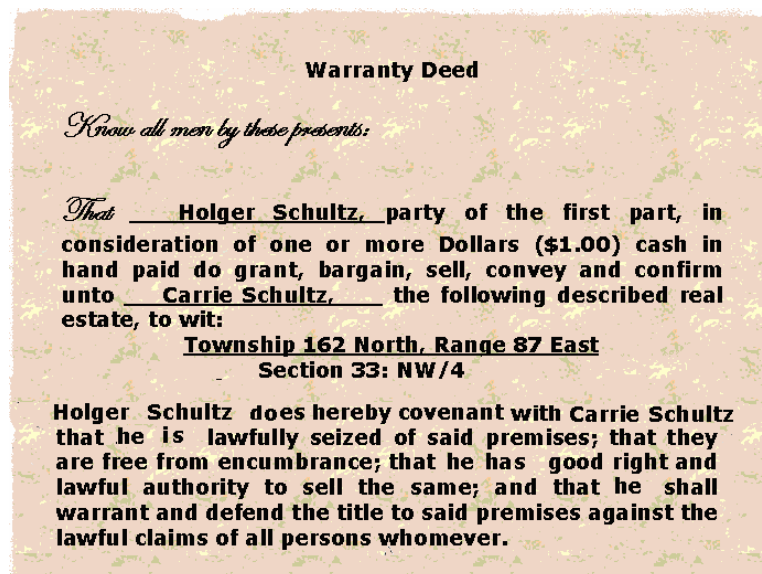 Warranty Deed
Know all men by these presents:
That ___Holger Schultz, party of the first part, in
consideration of one or more Dollars ($1.00) cash in
hand paid do grant, bargain, sell, convey and confirm
unto ___Carrie Schultz,___ the following described real
estate, to wit:
Township 162 North, Range 87 East
Section 33: NW/4
Holger Schultz does hereby covenant with Carrie Schultz
that he is lawfully seized of said premises; that they
are free from encumbrance; that he has good right and
lawful authority to sell the same; and that he shall
warrant and defend the title to said premises against the
lawful claims of all persons whomever.